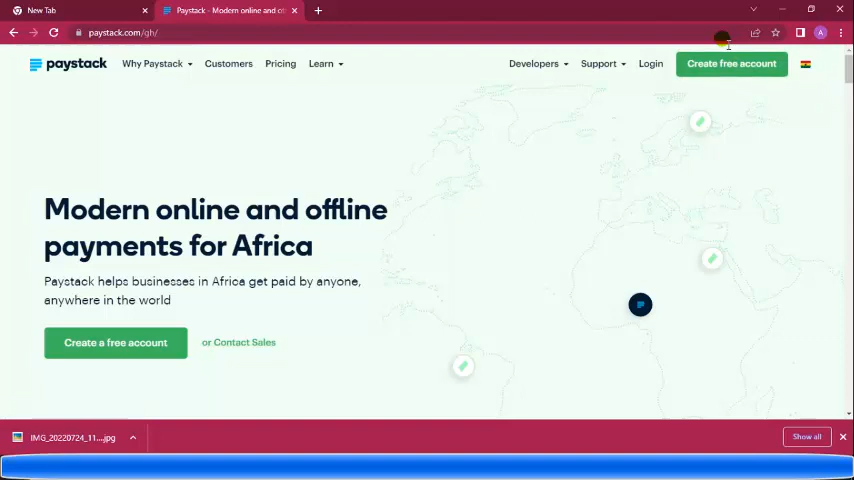 New Tab
Paystack - Modern online and of
paystack.com/gh/
A
paystack
Why Paystack
Customers
Pricing
Learn
Developers
Support
Login
Create free account
Modern online and offline
payments for Africa
Paystack helps businesses in Africa get paid by anyone,
anywhere in the world
Create a free account
or Contact Sales
IMG_20220724_11....jpg
Show all